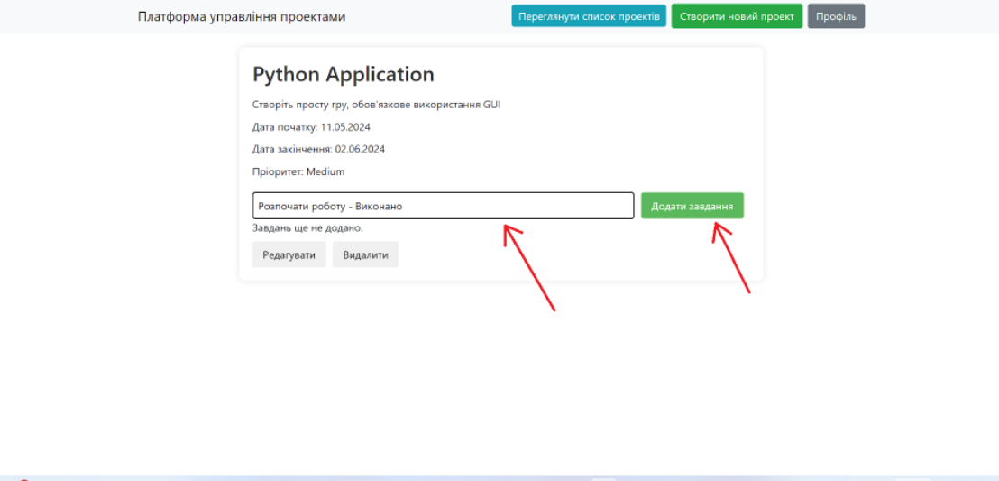 Платформа управління проектами
Переглянути список проектів
Створити новий проект
Профіль
Python Application
Створіть просту гру, обов'язкове використання GUI
Дата початку: 11.05.2024
Дата закінчення: 02.06.2024
Пріоритет: Medium
Розпочати роботу - Виконано
Додати завдання
Завдань ще не додано.
Редагувати
Видалити